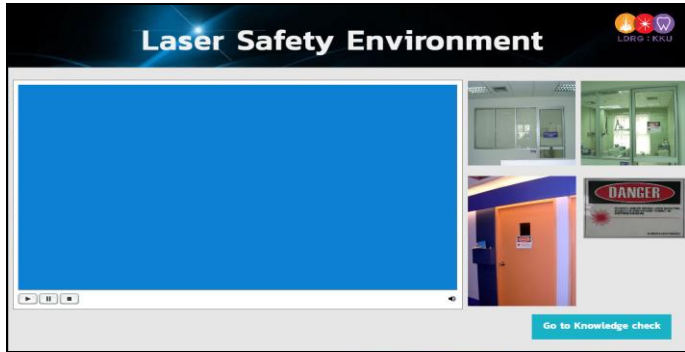 Laser Safety Environment
LDRG : KKU
DANGER
Go to Knowledge check